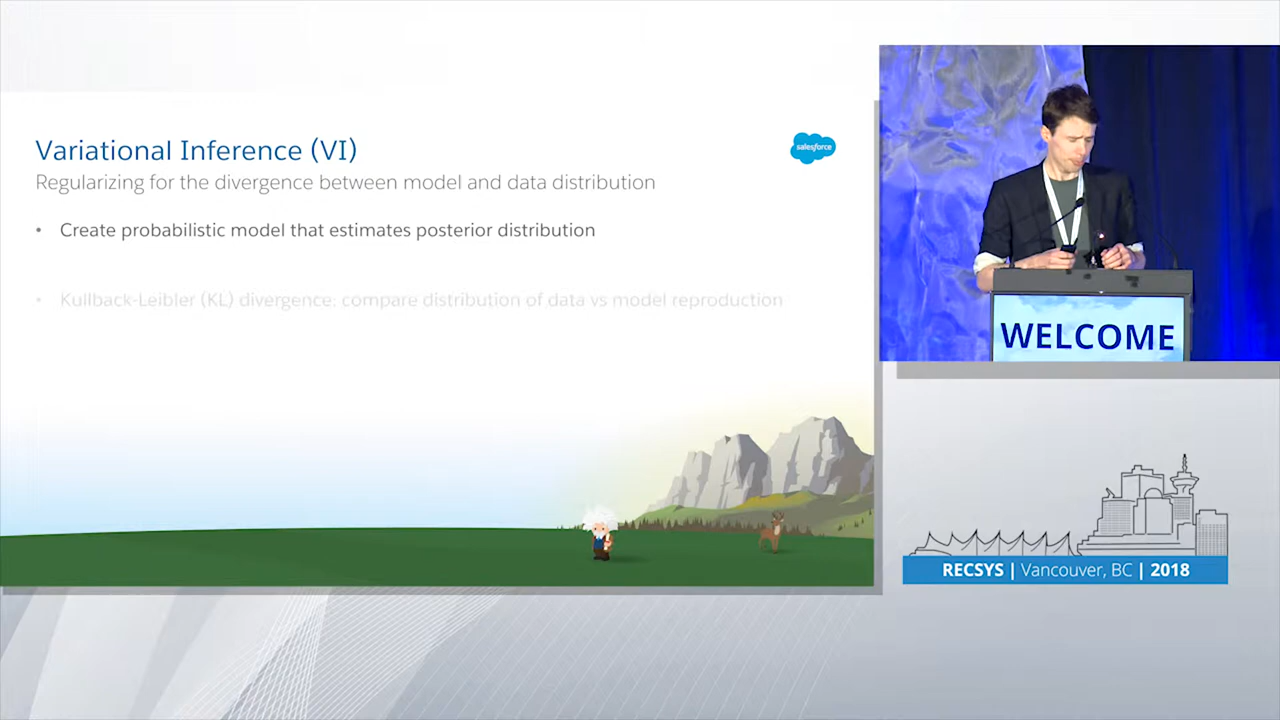 Variational Inference (VI)
salesforce
Regularizing for the divergence between model and data distribution
• Create probabilistic model that estimates posterior distribution
• Kullback-Leibler (KL) divergence: compare distribution of data vs model reproduction
WELCOME
RECSYS | Vancouver, BC | 2018